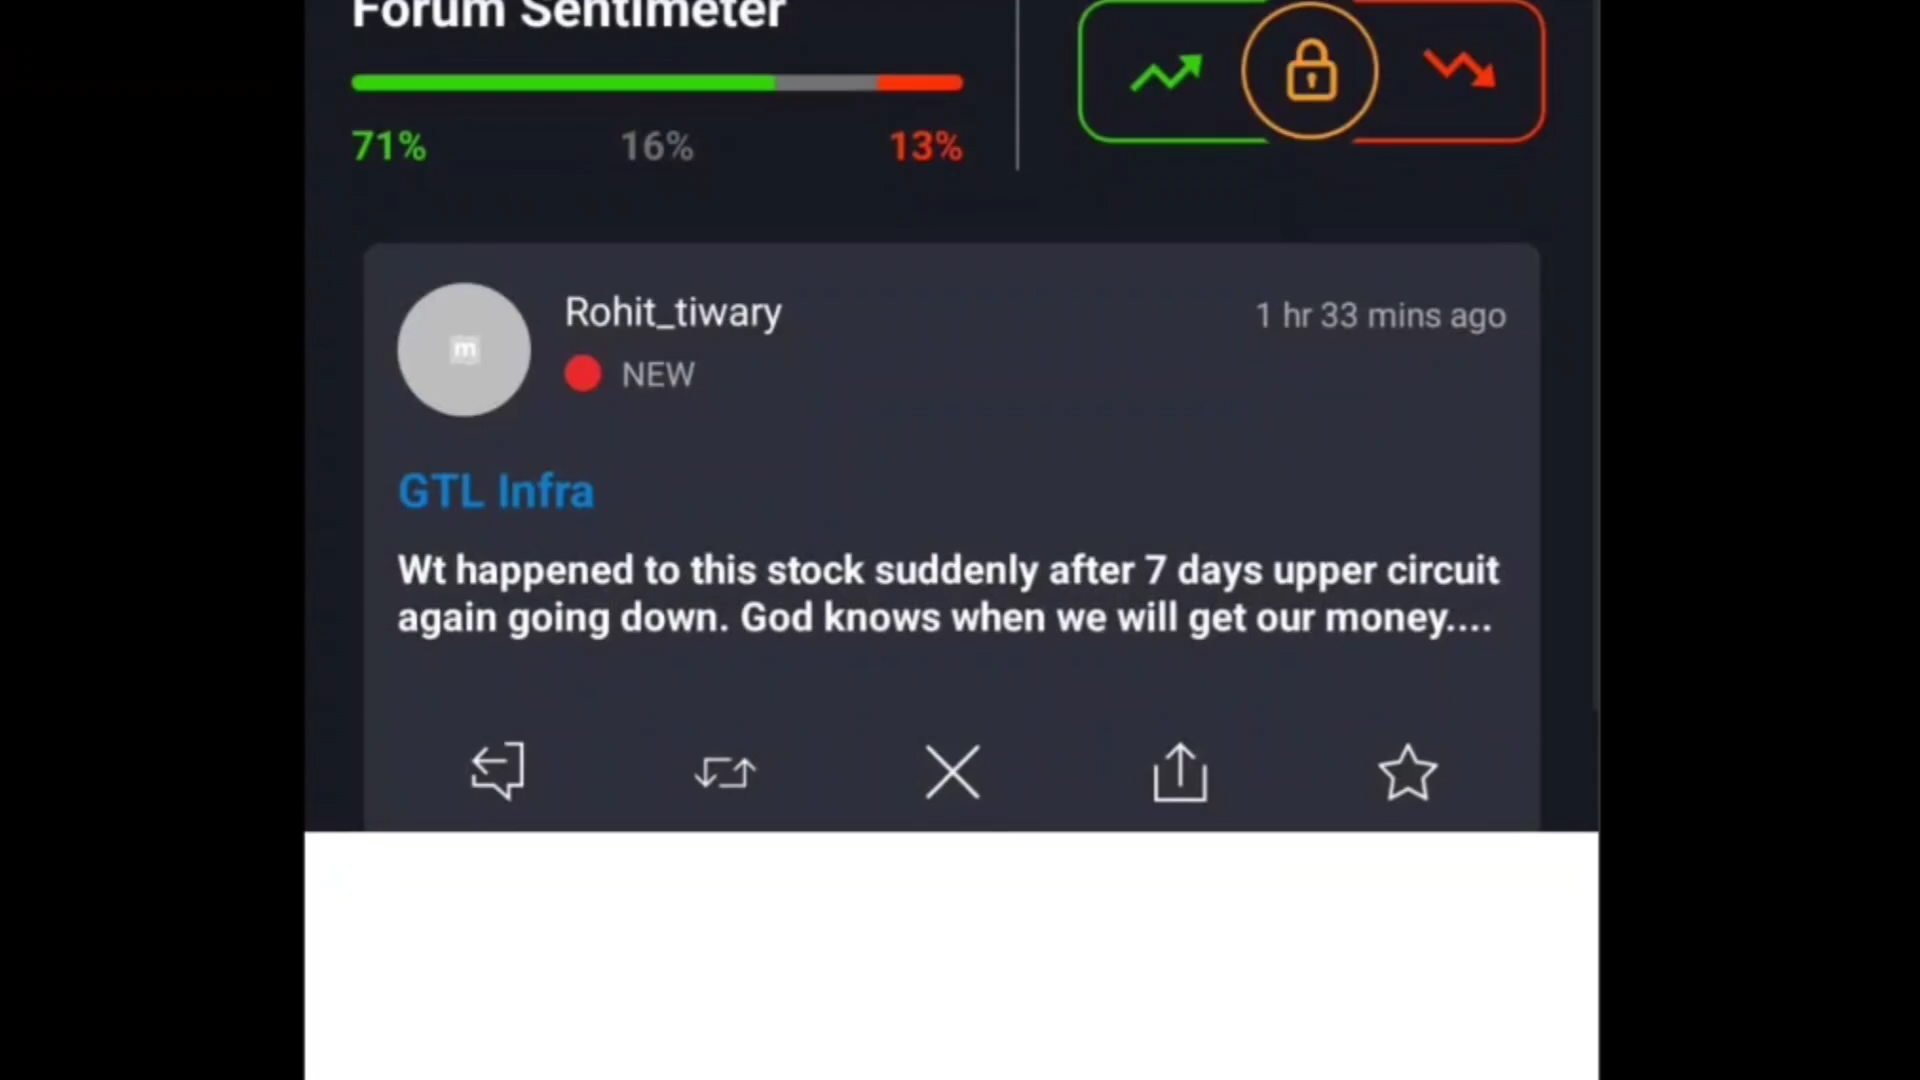 Forum Sentimeter
71% 16% 13%
Rohit_tiwary
1 hr 33 mins ago
m
NEW
GTL Infra
Wt happened to this stock suddenly after 7 days upper circuit
again going down. God knows when we will get our money....